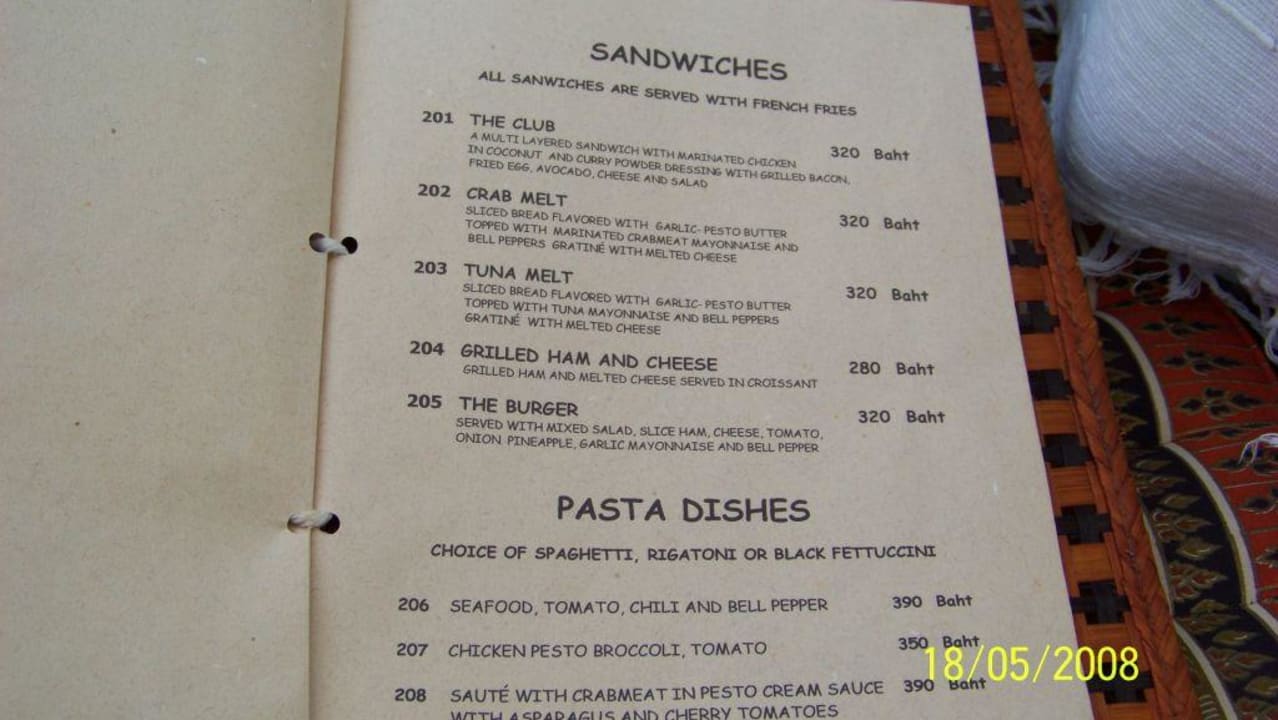 SANDWICHES
ALL SANWICHES ARE SERVED WITH FRENCH FRIES
201 THE CLUB
A MULTI LAYERED SANDWICH WITH MARINATED CHICKEN 320 Baht
IN COCONUT AND CURRY POWDER DRESSING WITH GRILLED BACON,
FRIED EGG, AVOCADO, CHEESE AND SALAD
202 CRAB MELT
SLICED BREAD FLAVORED WITH GARLIC-PESTO BUTTER 320 Baht
TOPPED WITH MARINATED CRABMEAT MAYONNAISE AND
BELL PEPPERS GRATINÉ WITH MELTED CHEESE
203 TUNA MELT
SLICED BREAD FLAVORED WITH GARLIC-PESTO BUTTER 320 Baht
TOPPED WITH TUNA MAYONNAISE AND BELL PEPPERS
GRATINÉ WITH MELTED CHEESE
204 GRILLED HAM AND CHEESE 280 Baht
GRILLED HAM AND MELTED CHEESE SERVED IN CROISSANT
205 THE BURGER 320 Baht
SERVED WITH MIXED SALAD, SLICE HAM, CHEESE, TOMATO,
ONION PINEAPPLE, GARLIC MAYONNAISE AND BELL PEPPER
PASTA DISHES
CHOICE OF SPAGHETTI, RIGATONI OR BLACK FETTUCCINI
206 SEAFOOD, TOMATO, CHILI AND BELL PEPPER 390 Baht
207 CHICKEN PESTO BROCCOLI, TOMATO 350 Baht
18/05/2008
208 SAUTÉ WITH CRABMEAT IN PESTO CREAM SAUCE 390 Baht
WITH ASPARAGUS AND CHERRY TOMATOES